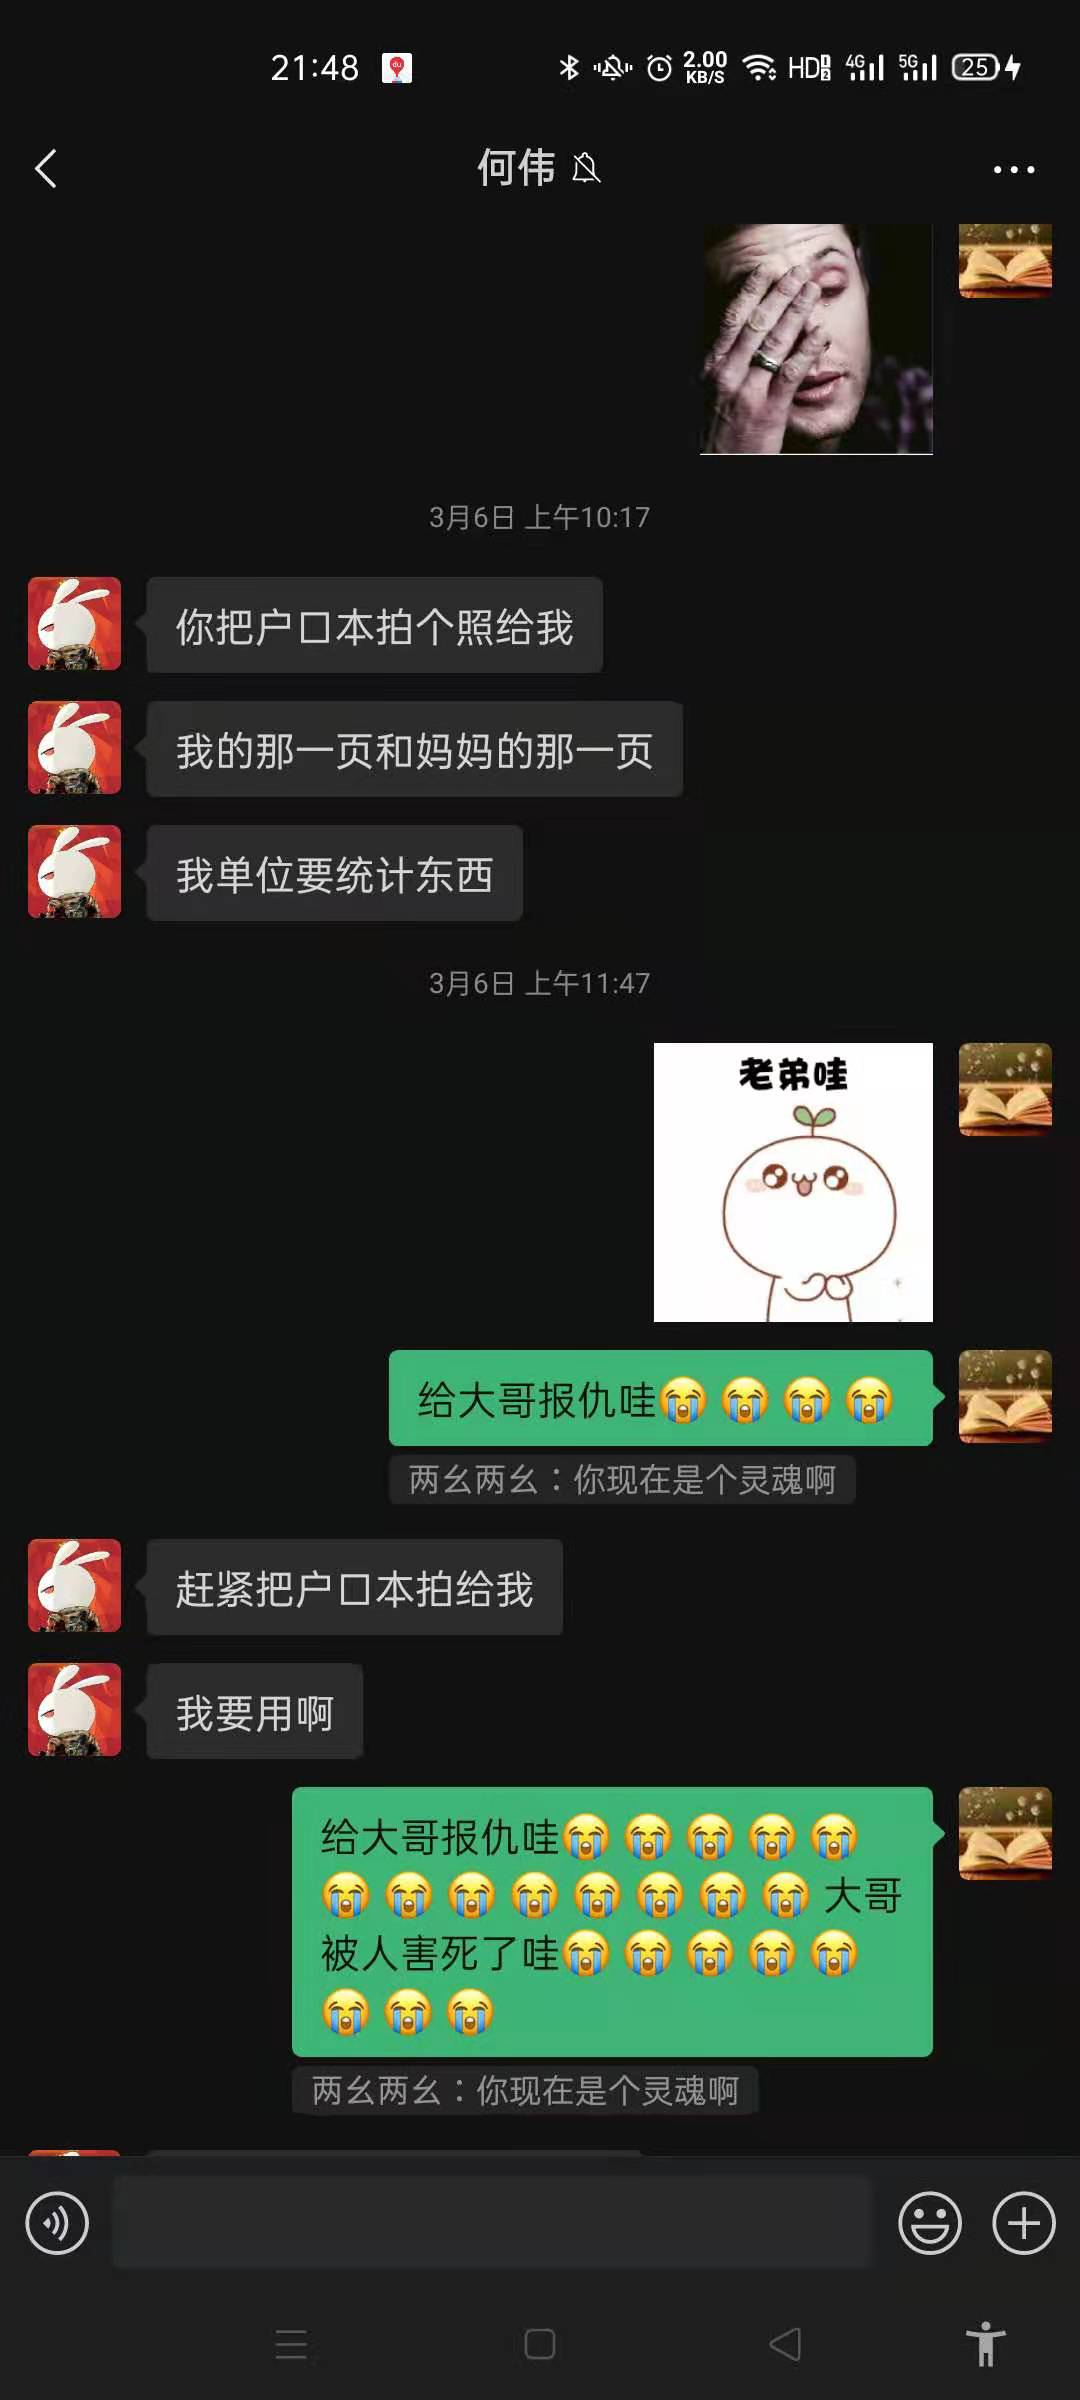 21:48
du
2.00
KB/S
HD 2
4G
5G
25
何伟
3月6日 上午10:17
你把户口本拍个照给我
我的那一页和妈妈的那一页
我单位要统计东西
3月6日 上午11:47
老弟哇
给大哥报仇哇😭😭😭😭
两幺两幺：你现在是个灵魂啊
赶紧把户口本拍给我
我要用啊
给大哥报仇哇😭😭😭😭😭
😭😭😭😭😭😭😭😭大哥
被人害死了哇😭😭😭😭😭
😭😭😭
两幺两幺：你现在是个灵魂啊